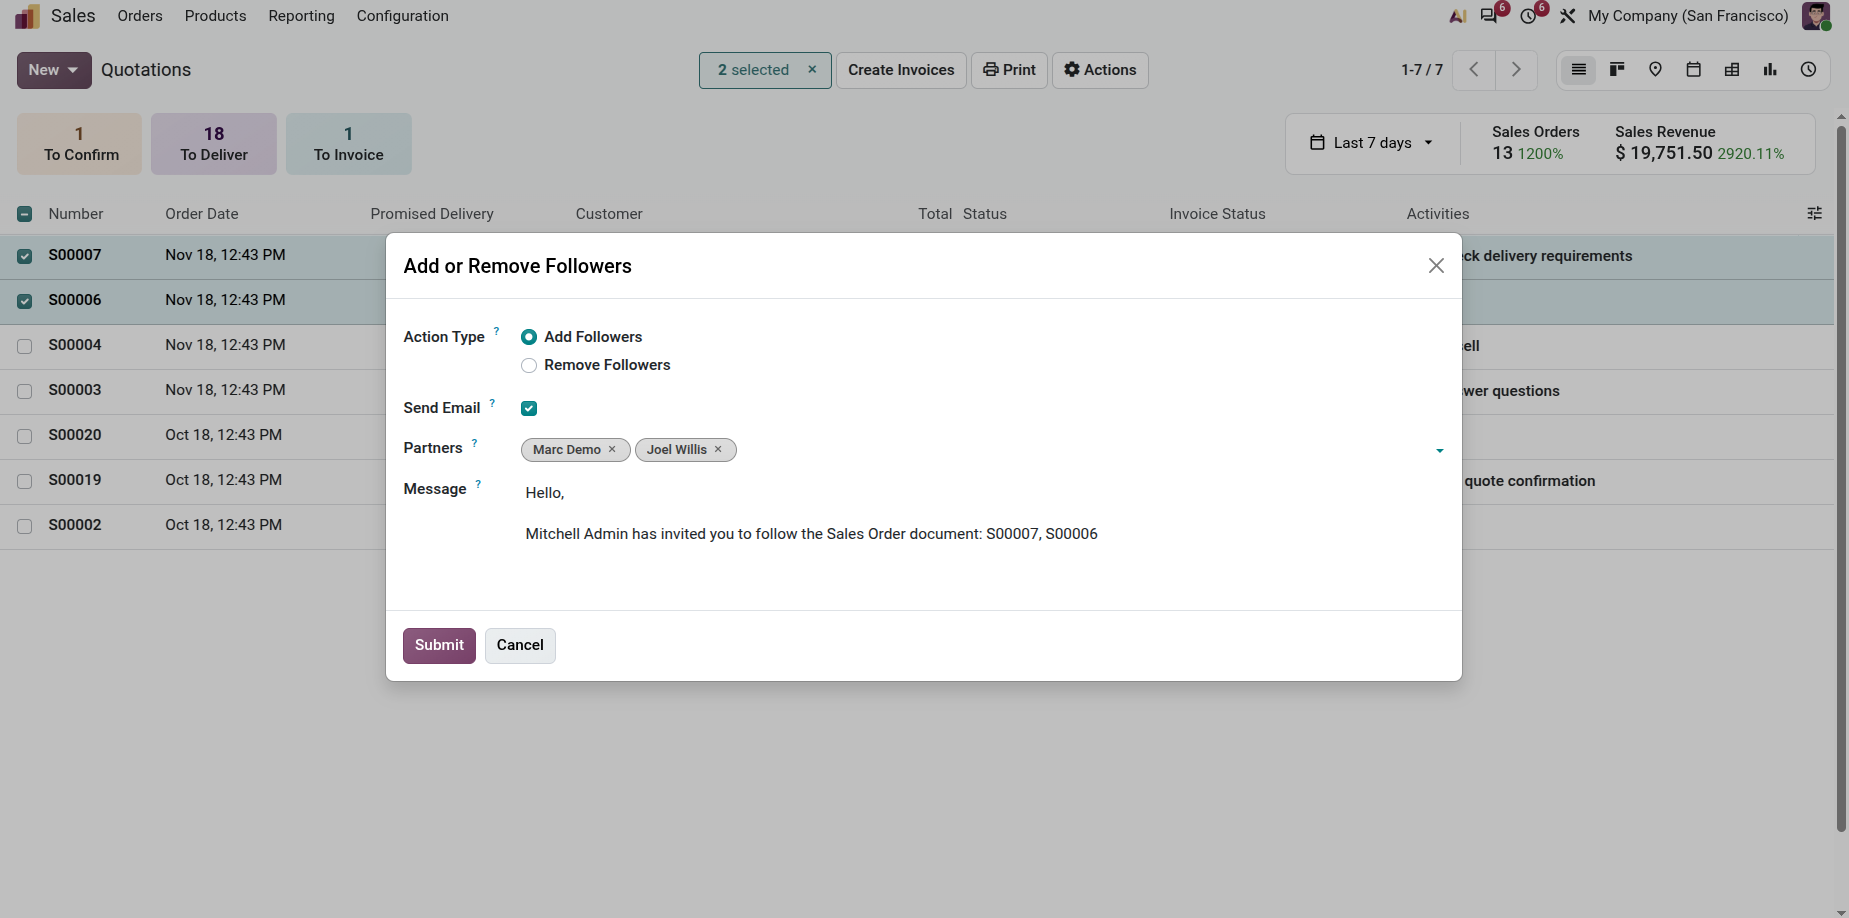 Sales Orders Products Reporting Configuration AI 6 6 My Company (San Francisco)
New Quotations 2 selected × Create Invoices Print Actions 1-7 / 7
1 To Confirm
18 To Deliver
1 To Invoice
Last 7 days
Sales Orders
13 1200%
Sales Revenue
$ 19,751.50 2920.11%
Number Order Date Promised Delivery Customer Total Status Invoice Status Activities
S00007 Nov 18, 12:43 PM ck delivery requirements
S00006 Nov 18, 12:43 PM
S00004 Nov 18, 12:43 PM ell
S00003 Nov 18, 12:43 PM wer questions
S00020 Oct 18, 12:43 PM
S00019 Oct 18, 12:43 PM quote confirmation
S00002 Oct 18, 12:43 PM
Add or Remove Followers
Action Type ? Add Followers
Remove Followers
Send Email ?
Partners ? Marc Demo × Joel Willis ×
Message ? Hello,
Mitchell Admin has invited you to follow the Sales Order document: S00007, S00006
Submit Cancel